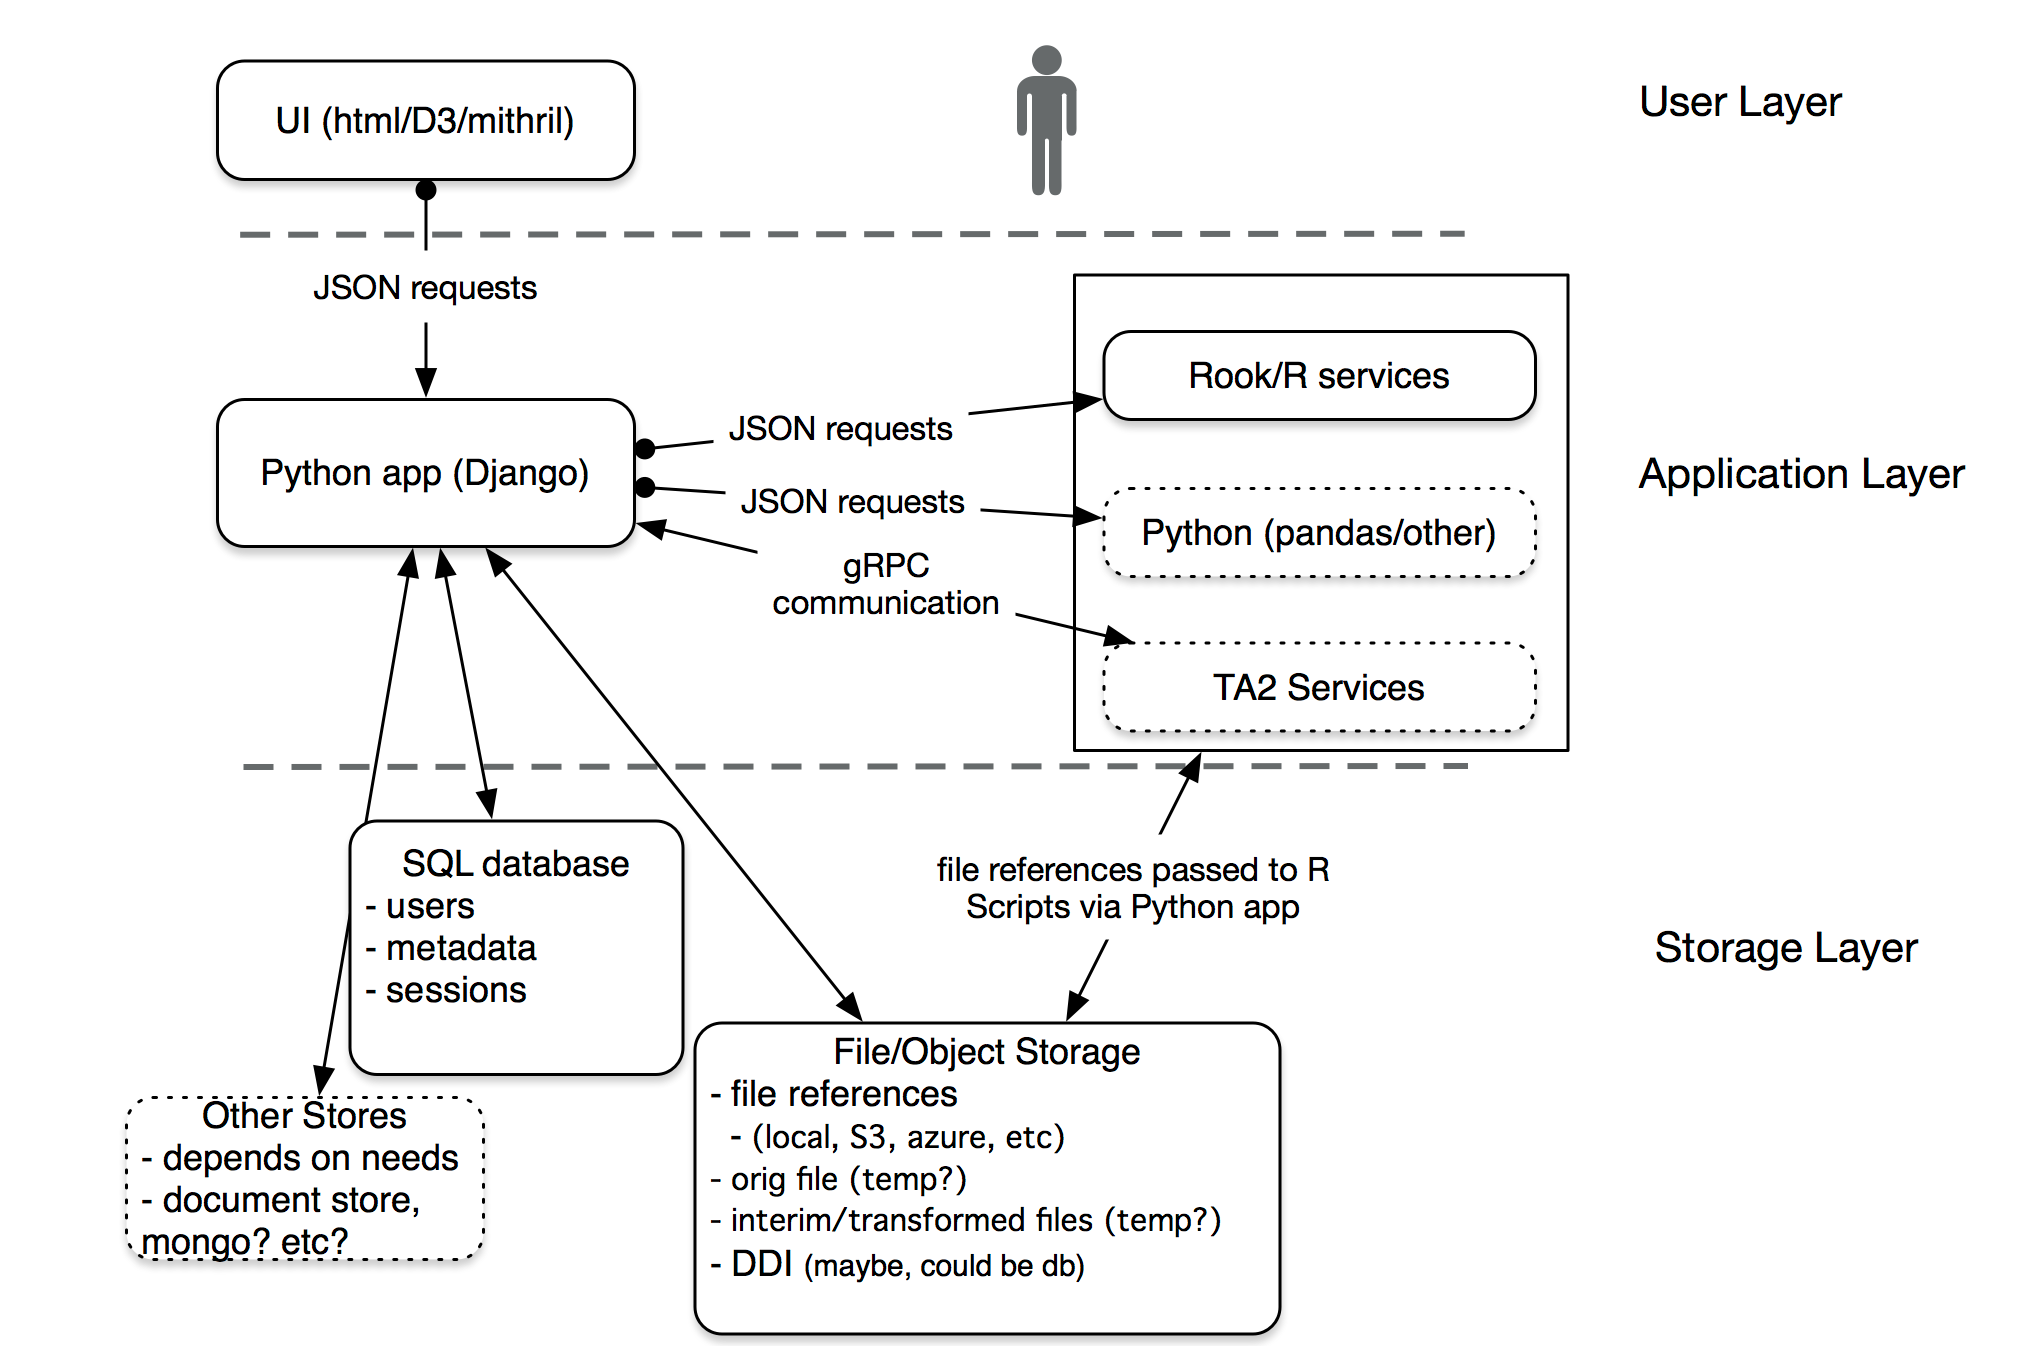 UI (html/D3/mithril)
User Layer
JSON requests
Rook/R services
JSON requests
Python app (Django)
Application Layer
JSON requests
Python (pandas/other)
gRPC
communication
TA2 Services
SQL database
- users
- metadata
- sessions
file references passed to R
Scripts via Python app
Storage Layer
File/Object Storage
- file references
- (local, S3, azure, etc)
- orig file (temp?)
- interim/transformed files (temp?)
- DDI (maybe, could be db)
Other Stores
- depends on needs
- document store,
mongo? etc?